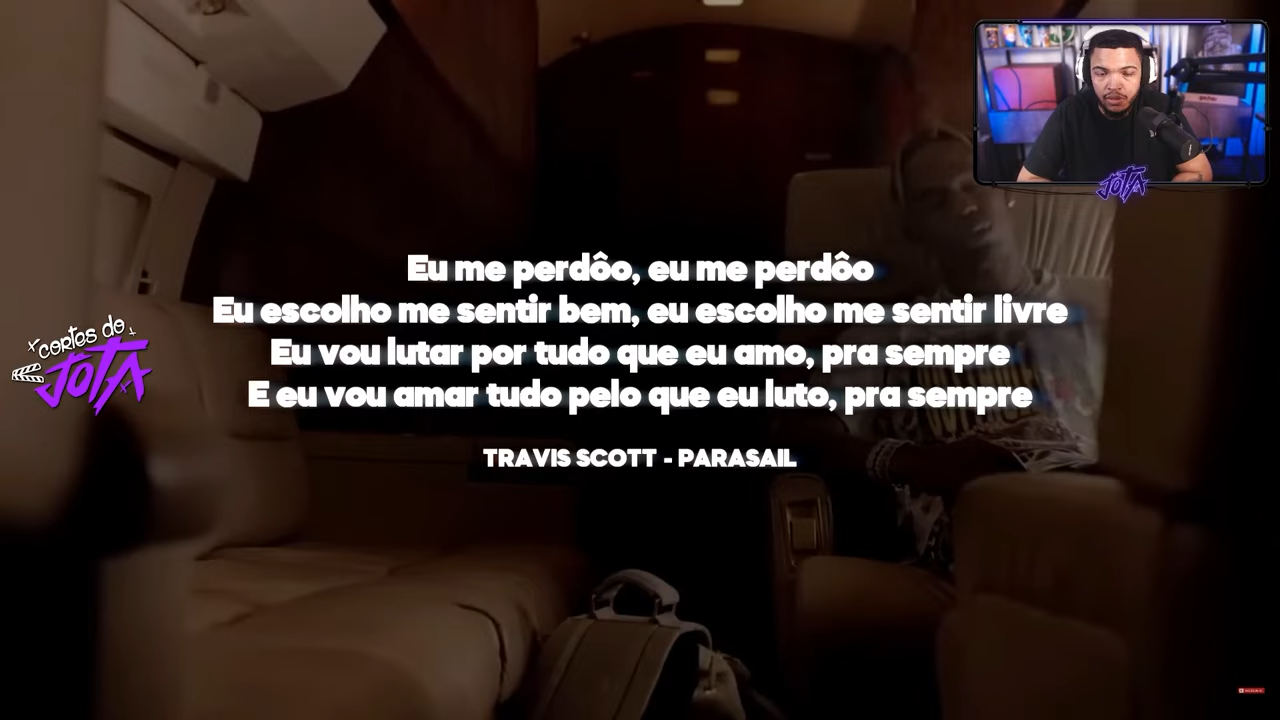 Eu me perdôo, eu me perdôo
Eu escolho me sentir bem, eu escolho me sentir livre
Eu vou lutar por tudo que eu amo, pra sempre
E eu vou amar tudo pelo que eu luto, pra sempre
TRAVIS SCOTT - PARASAIL
cortes do
JOTA
JOTA